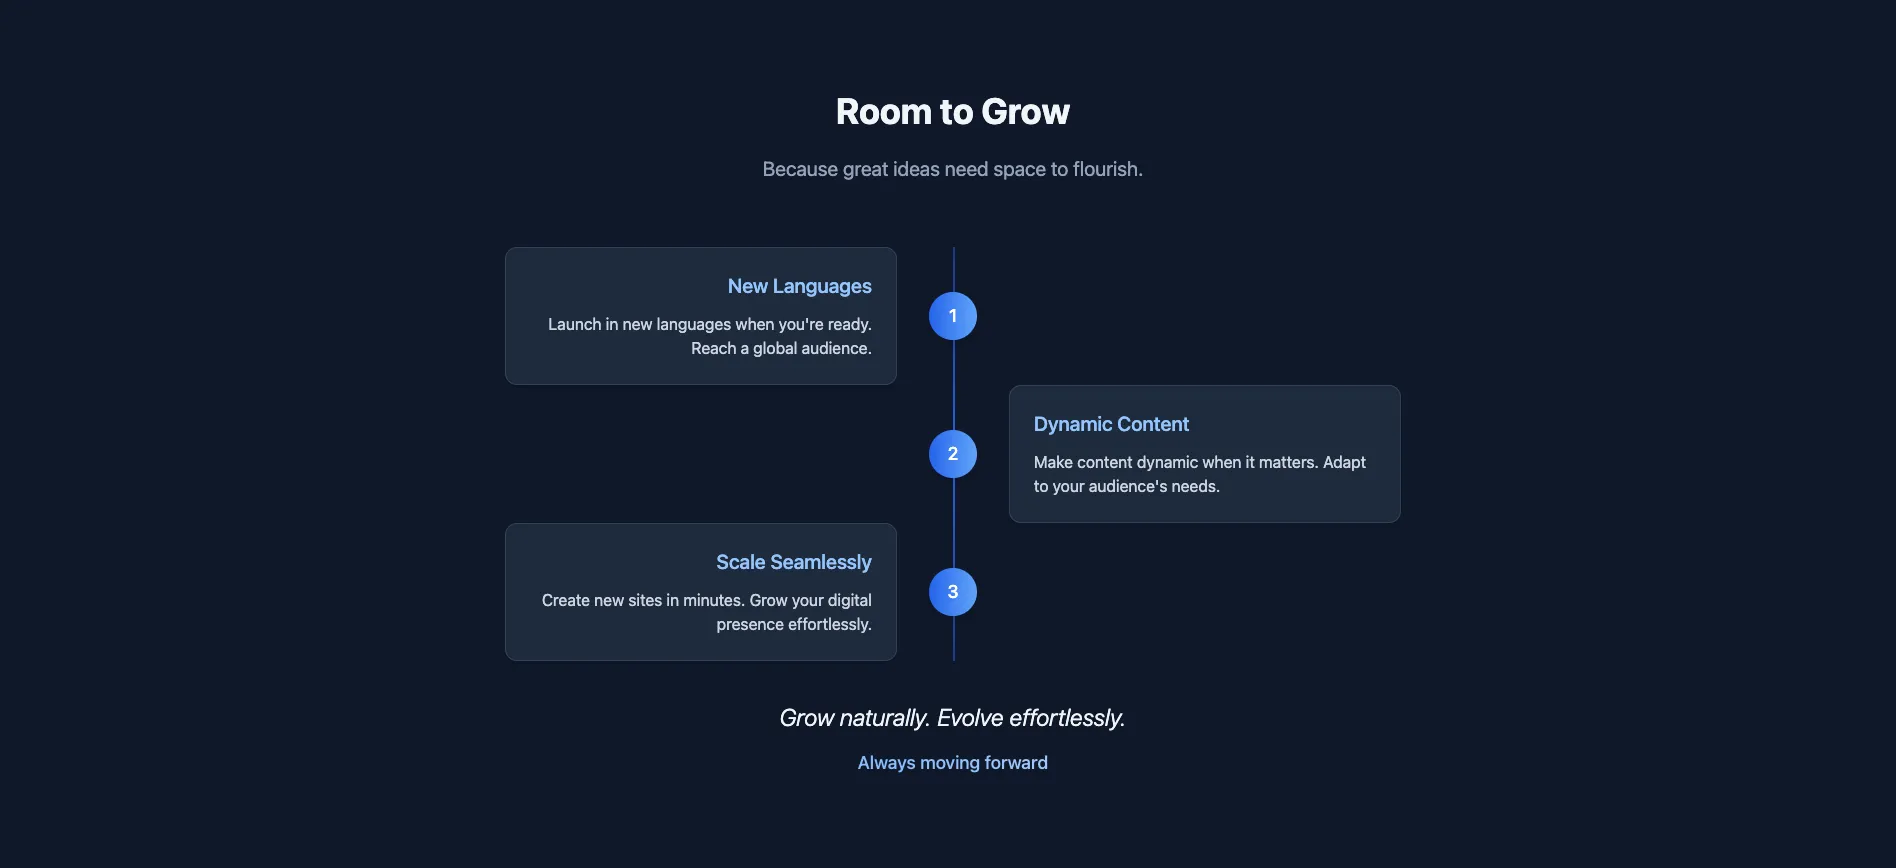 Room to Grow
Because great ideas need space to flourish.
New Languages
Launch in new languages when you're ready.
Reach a global audience.
1
Dynamic Content
Make content dynamic when it matters. Adapt
to your audience's needs.
2
Scale Seamlessly
Create new sites in minutes. Grow your digital
presence effortlessly.
3
Grow naturally. Evolve effortlessly.
Always moving forward